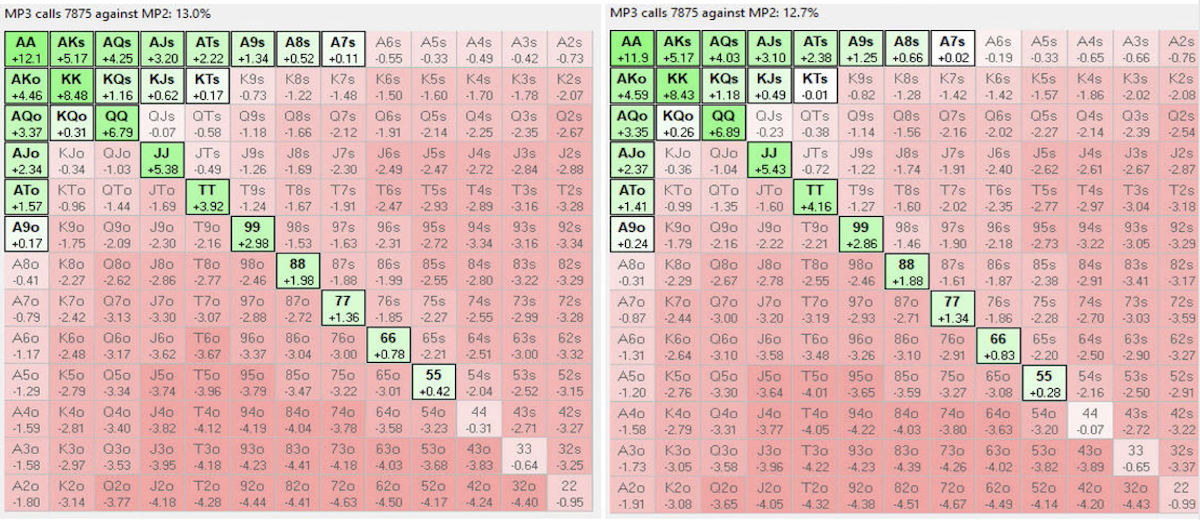 MP3 calls 7875 against MP2: 13.0%
AA AKs AQs AJs ATs A9s A8s A7s A6s A5s A4s A3s A2s
+12.1 +5.17 +4.25 +3.20 +2.22 +1.34 +0.52 +0.11 -0.55 -0.33 -0.49 -0.42 -0.73
AKo KK KQs KJs KTs K9s K8s K7s K6s K5s K4s K3s K2s
+4.46 +8.48 +1.16 +0.62 +0.17 -0.73 -1.22 -1.48 -1.50 -1.60 -1.70 -1.78 -2.07
AQo KQo QQ QJs QTs Q9s Q8s Q7s Q6s Q5s Q4s Q3s Q2s
+3.37 +0.31 +6.79 -0.07 -0.58 -1.18 -1.66 -2.12 -1.91 -2.14 -2.25 -2.35 -2.67
AJo KJo QJo JJ JTs J9s J8s J7s J6s J5s J4s J3s J2s
+2.34 -0.34 -1.03 +5.38 -0.49 -1.26 -1.69 -2.30 -2.49 -2.47 -2.72 -2.84 -2.88
ATo KTo QTo JTo TT T9s T8s T7s T6s T5s T4s T3s T2s
+1.57 -0.96 -1.44 -1.69 +3.92 -1.24 -1.67 -1.91 -2.47 -2.93 -2.89 -3.16 -3.28
A9o K9o Q9o J9o T9o 99 98s 97s 96s 95s 94s 93s 92s
+0.17 -1.75 -2.09 -2.30 -2.16 +2.98 -1.53 -1.63 -2.31 -2.72 -3.34 -3.16 -3.34
A8o K8o Q8o J8o T8o 98o 88 87s 86s 85s 84s 83s 82s
-0.41 -2.27 -2.62 -2.86 -2.77 -2.46 +1.98 -1.88 -1.99 -2.55 -2.80 -3.22 -3.29
A7o K7o Q7o J7o T7o 97o 87o 77 76s 75s 74s 73s 72s
-0.79 -2.42 -3.13 -3.30 -3.07 -2.88 -2.72 +1.36 -1.85 -2.27 -2.55 -2.99 -3.28
A6o K6o Q6o J6o T6o 96o 86o 76o 66 65s 64s 63s 62s
-1.17 -2.48 -3.17 -3.62 -3.67 -3.37 -3.04 -3.00 +0.78 -2.21 -2.51 -3.00 -3.32
A5o K5o Q5o J5o T5o 95o 85o 75o 65o 55 54s 53s 52s
-1.29 -2.79 -3.34 -3.74 -3.96 -3.79 -3.47 -3.22 -3.01 +0.42 -2.04 -2.52 -3.15
A4o K4o Q4o J4o T4o 94o 84o 74o 64o 54o 44 43s 42s
-1.59 -2.81 -3.40 -3.82 -4.12 -4.19 -4.04 -3.78 -3.58 -3.23 -0.31 -2.71 -3.27
A3o K3o Q3o J3o T3o 93o 83o 73o 63o 53o 43o 33 32s
-1.58 -2.97 -3.53 -3.95 -4.18 -4.23 -4.41 -4.18 -4.03 -3.68 -3.83 -0.64 -3.25
A2o K2o Q2o J2o T2o 92o 82o 72o 62o 52o 42o 32o 22
-1.80 -3.14 -3.77 -4.18 -4.28 -4.44 -4.41 -4.63 -4.50 -4.17 -4.24 -4.40 -0.95
MP3 calls 7875 against MP2: 12.7%
AA AKs AQs AJs ATs A9s A8s A7s A6s A5s A4s A3s A2s
+11.9 +5.17 +4.03 +3.10 +2.38 +1.25 +0.66 +0.02 -0.19 -0.33 -0.65 -0.66 -0.76
AKo KK KQs KJs KTs K9s K8s K7s K6s K5s K4s K3s K2s
+4.59 +8.43 +1.18 +0.49 -0.01 -0.82 -1.28 -1.42 -1.42 -1.57 -1.86 -2.02 -2.08
AQo KQo QQ QJs QTs Q9s Q8s Q7s Q6s Q5s Q4s Q3s Q2s
+3.35 +0.26 +6.89 -0.23 -0.38 -1.14 -1.56 -2.16 -2.02 -2.27 -2.14 -2.39 -2.54
AJo KJo QJo JJ JTs J9s J8s J7s J6s J5s J4s J3s J2s
+2.37 -0.36 -1.04 +5.43 -0.72 -1.22 -1.74 -1.91 -2.40 -2.62 -2.61 -2.67 -2.87
ATo KTo QTo JTo TT T9s T8s T7s T6s T5s T4s T3s T2s
+1.41 -0.99 -1.35 -1.60 +4.16 -1.27 -1.60 -2.02 -2.35 -2.77 -2.97 -3.04 -3.18
A9o K9o Q9o J9o T9o 99 98s 97s 96s 95s 94s 93s 92s
+0.24 -1.79 -2.16 -2.22 -2.21 +2.86 -1.46 -1.90 -2.18 -2.73 -3.22 -3.05 -3.29
A8o K8o Q8o J8o T8o 98o 88 87s 86s 85s 84s 83s 82s
-0.31 -2.29 -2.67 -2.78 -2.55 -2.46 +1.88 -1.61 -1.87 -2.38 -2.91 -3.41 -3.17
A7o K7o Q7o J7o T7o 97o 87o 77 76s 75s 74s 73s 72s
-0.87 -2.44 -3.00 -3.20 -3.19 -2.93 -2.71 +1.34 -1.86 -2.28 -2.70 -3.03 -3.59
A6o K6o Q6o J6o T6o 96o 86o 76o 66 65s 64s 63s 62s
-1.31 -2.64 -3.10 -3.58 -3.48 -3.26 -3.10 -2.91 +0.83 -2.20 -2.50 -2.90 -3.27
A5o K5o Q5o J5o T5o 95o 85o 75o 65o 55 54s 53s 52s
-1.20 -2.76 -3.30 -3.64 -4.01 -3.65 -3.59 -3.27 -3.08 +0.28 -2.16 -2.50 -2.91
A4o K4o Q4o J4o T4o 94o 84o 74o 64o 54o 44 43s 42s
-1.58 -2.79 -3.31 -3.77 -4.05 -4.22 -4.03 -3.80 -3.63 -3.20 -0.07 -2.72 -3.22
A3o K3o Q3o J3o T3o 93o 83o 73o 63o 53o 43o 33 32s
-1.73 -3.05 -3.58 -3.96 -4.22 -4.23 -4.39 -4.26 -4.02 -3.82 -3.89 -0.65 -3.37
A2o K2o Q2o J2o T2o 92o 82o 72o 62o 52o 42o 32o 22
-1.91 -3.08 -3.65 -4.05 -4.32 -4.38 -4.51 -4.67 -4.49 -4.14 -4.20 -4.43 -0.99